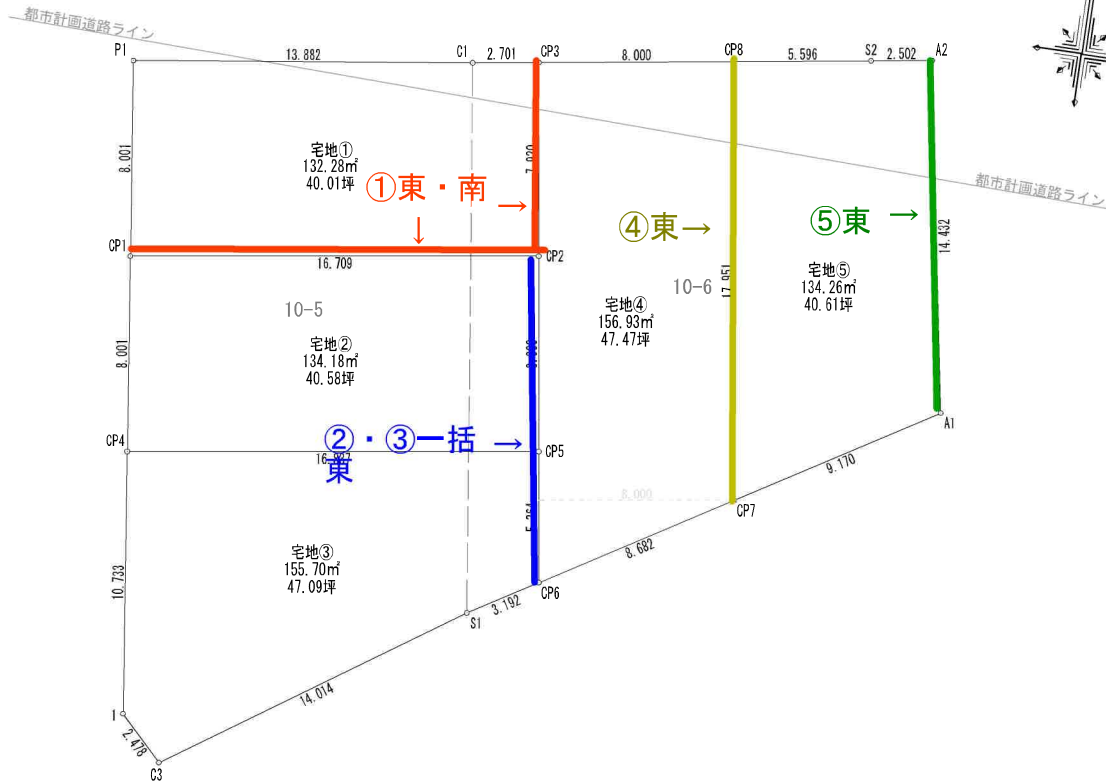 都市計画道路ライン
P1
13.882
C1
2.701
CP3
8.000
CP8
5.596
S2
2.502
A2
8.001
宅地①
132.28㎡
40.01坪
①東・南
→
↓
都市計画道路ライン
④東→
⑤東
→
14.432
CP1
16.709
CP2
10-5
10-6
17.951
宅地⑤
134.26㎡
40.61坪
宅地④
156.93㎡
47.47坪
8.001
宅地②
134.18㎡
40.58坪
A1
CP4
②・③一括
→
東
CP5
9.170
8.000
CP7
宅地③
155.70㎡
47.09坪
8.682
10.733
CP6
3.192
S1
14.014
1
2.478
C3